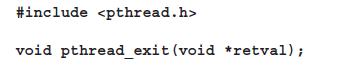 #include <pthread.h>
void pthread_exit(void *retval);